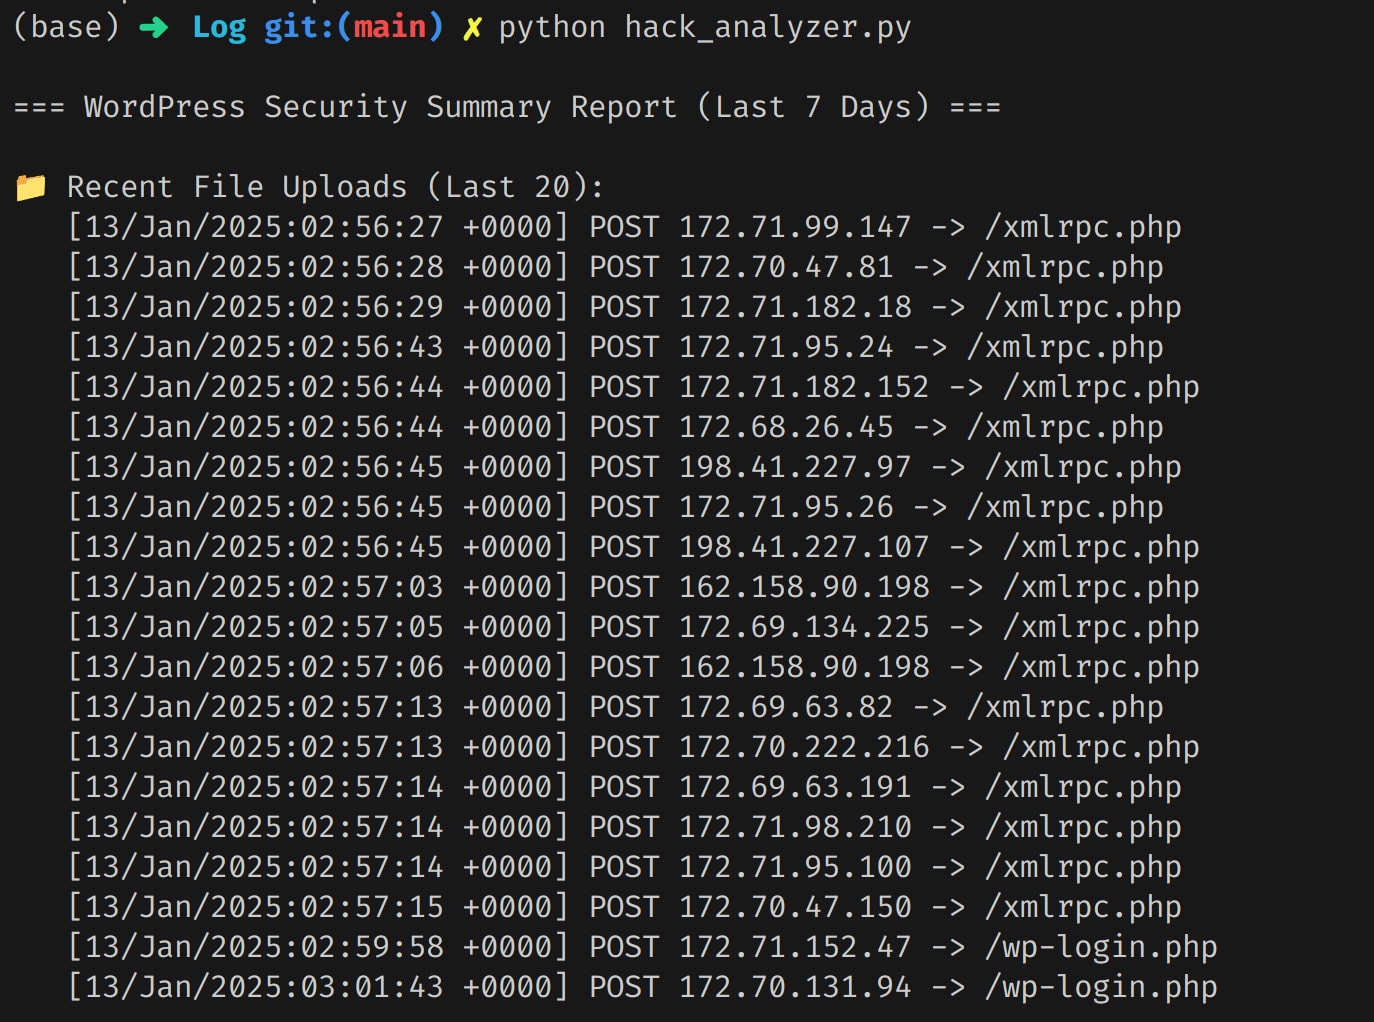 (base) ➜ Log git:(main) ✗ python hack_analyzer.py
=== WordPress Security Summary Report (Last 7 Days) ===
📁 Recent File Uploads (Last 20):
[13/Jan/2025:02:56:27 +0000] POST 172.71.99.147 -> /xmlrpc.php
[13/Jan/2025:02:56:28 +0000] POST 172.70.47.81 -> /xmlrpc.php
[13/Jan/2025:02:56:29 +0000] POST 172.71.182.18 -> /xmlrpc.php
[13/Jan/2025:02:56:43 +0000] POST 172.71.95.24 -> /xmlrpc.php
[13/Jan/2025:02:56:44 +0000] POST 172.71.182.152 -> /xmlrpc.php
[13/Jan/2025:02:56:44 +0000] POST 172.68.26.45 -> /xmlrpc.php
[13/Jan/2025:02:56:45 +0000] POST 198.41.227.97 -> /xmlrpc.php
[13/Jan/2025:02:56:45 +0000] POST 172.71.95.26 -> /xmlrpc.php
[13/Jan/2025:02:56:45 +0000] POST 198.41.227.107 -> /xmlrpc.php
[13/Jan/2025:02:57:03 +0000] POST 162.158.90.198 -> /xmlrpc.php
[13/Jan/2025:02:57:05 +0000] POST 172.69.134.225 -> /xmlrpc.php
[13/Jan/2025:02:57:06 +0000] POST 162.158.90.198 -> /xmlrpc.php
[13/Jan/2025:02:57:13 +0000] POST 172.69.63.82 -> /xmlrpc.php
[13/Jan/2025:02:57:13 +0000] POST 172.70.222.216 -> /xmlrpc.php
[13/Jan/2025:02:57:14 +0000] POST 172.69.63.191 -> /xmlrpc.php
[13/Jan/2025:02:57:14 +0000] POST 172.71.98.210 -> /xmlrpc.php
[13/Jan/2025:02:57:14 +0000] POST 172.71.95.100 -> /xmlrpc.php
[13/Jan/2025:02:57:15 +0000] POST 172.70.47.150 -> /xmlrpc.php
[13/Jan/2025:02:59:58 +0000] POST 172.71.152.47 -> /wp-login.php
[13/Jan/2025:03:01:43 +0000] POST 172.70.131.94 -> /wp-login.php